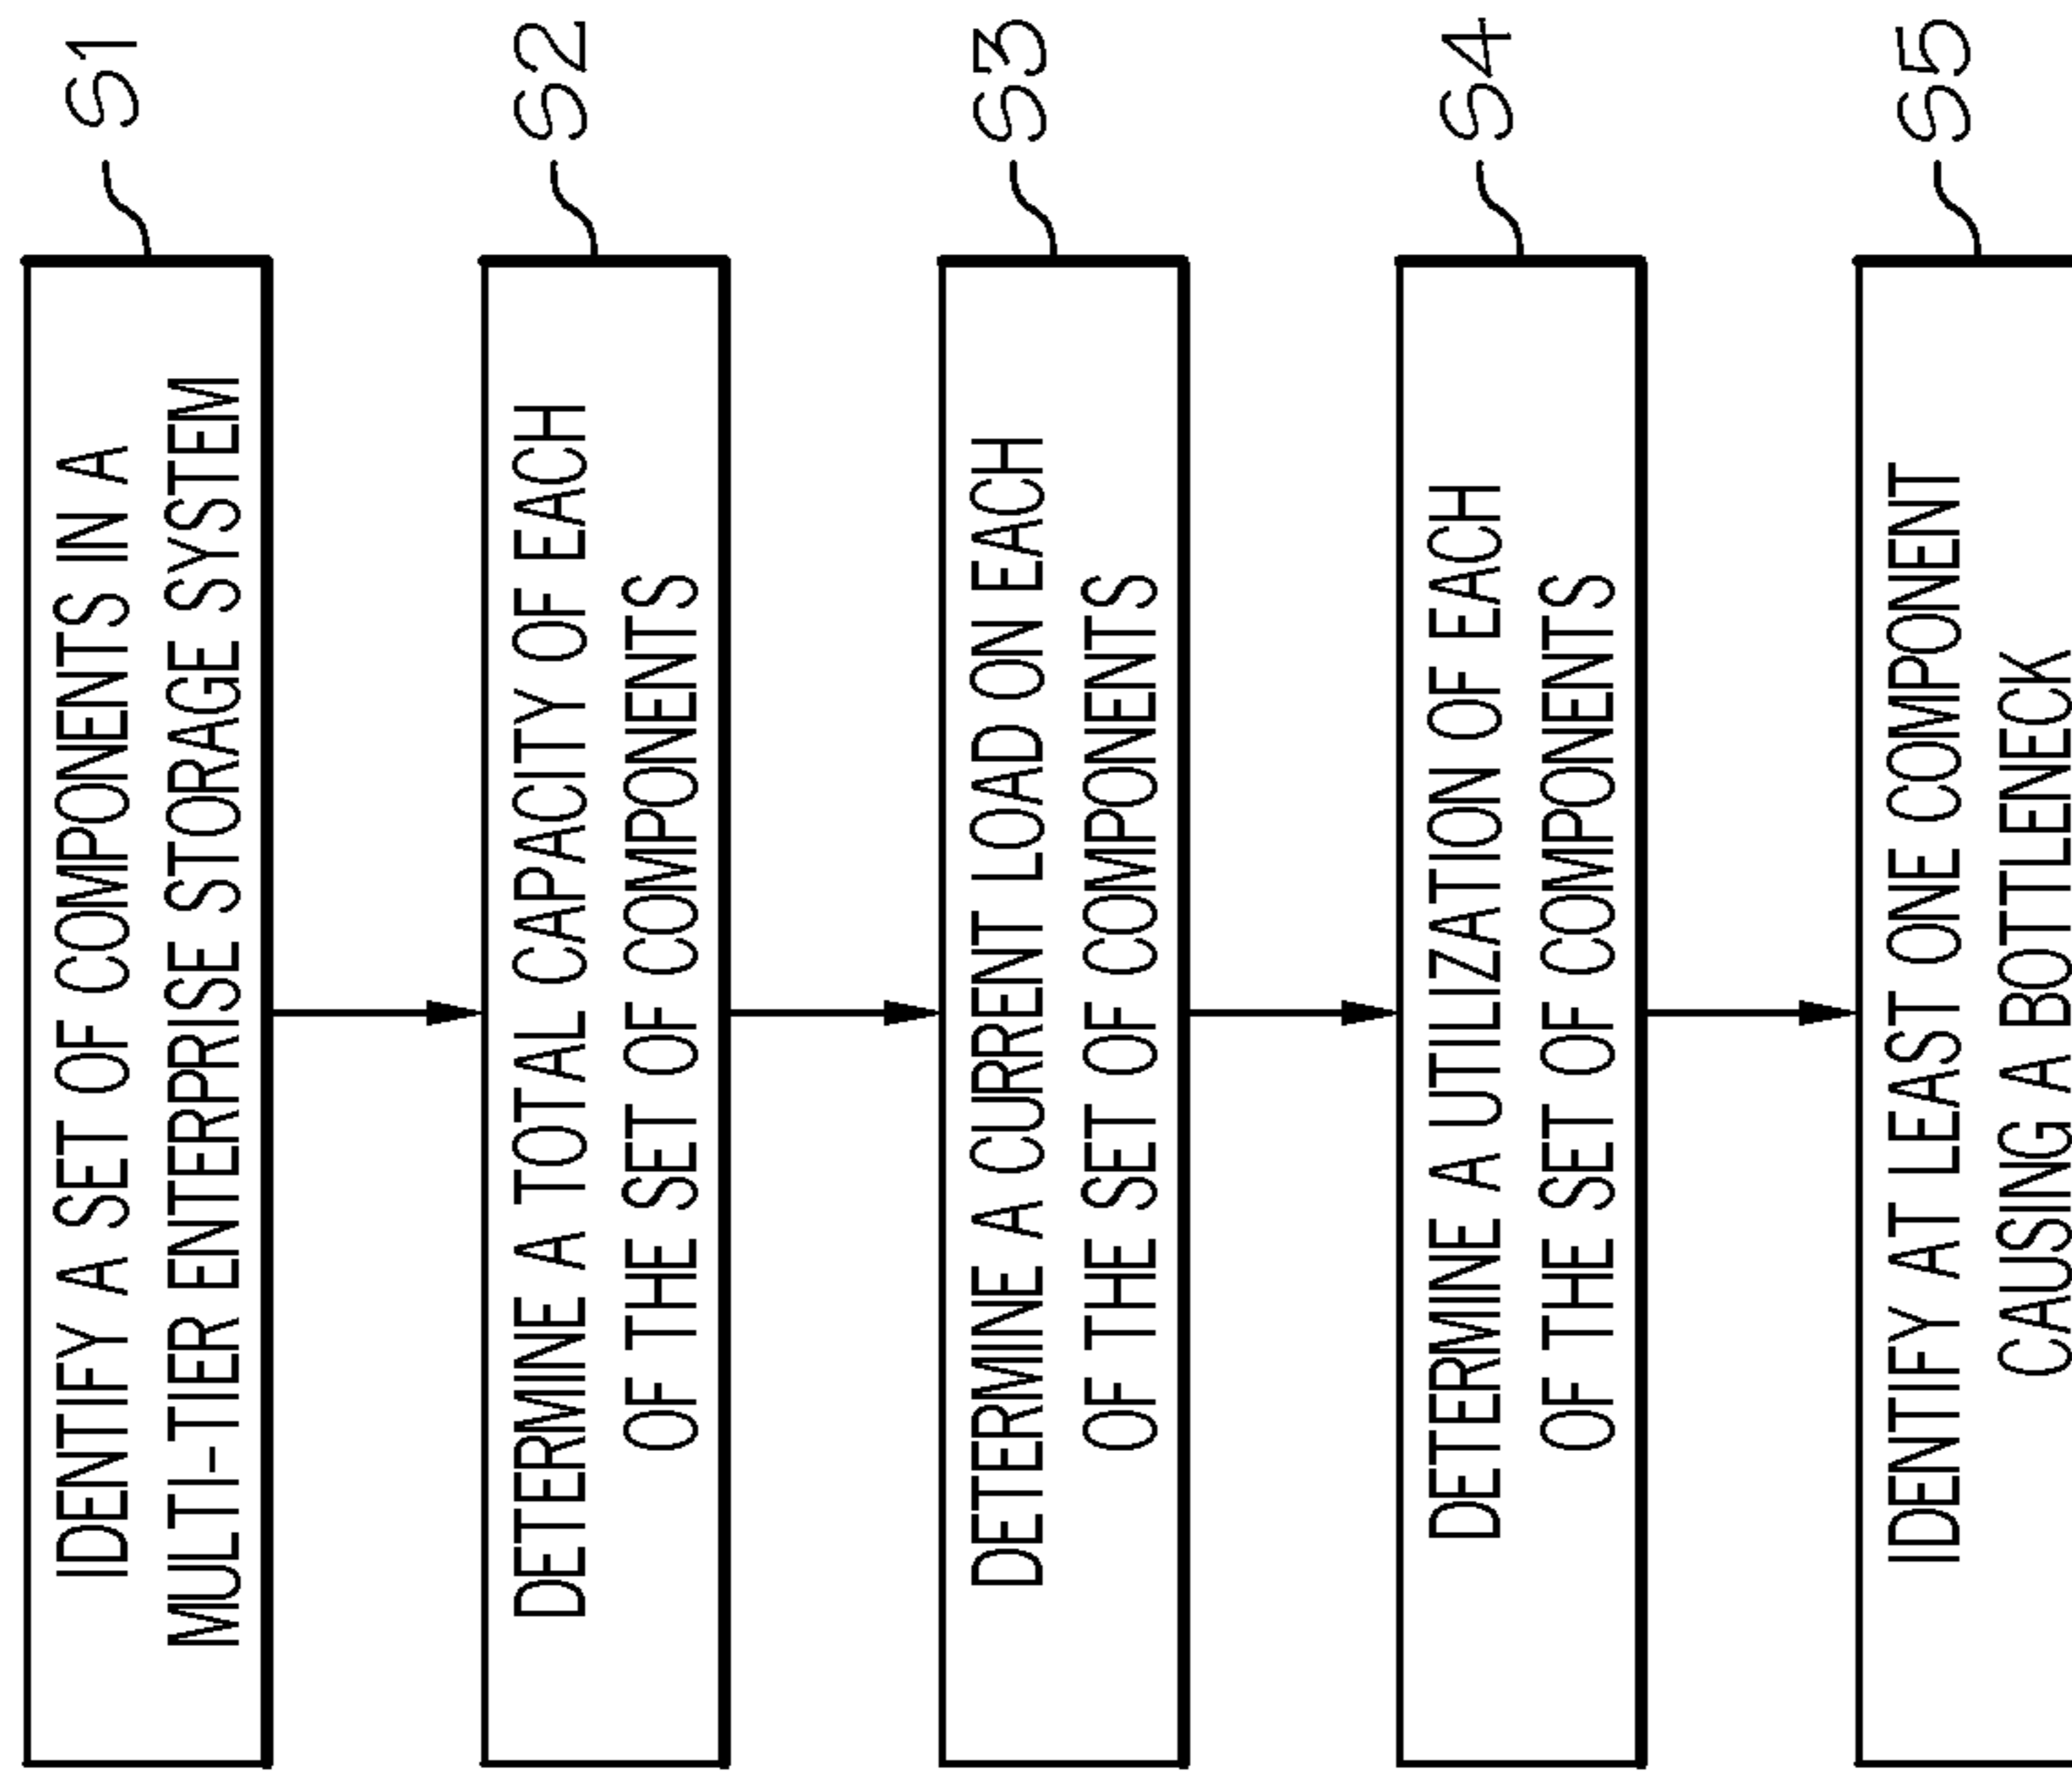 IDENTIFY A SET OF COMPONENTS IN A
MULTI-TIER ENTERPRISE STORAGE SYSTEM
S1
DETERMINE A TOTAL CAPACITY OF EACH
OF THE SET OF COMPONENTS
S2
DETERMINE A CURRENT LOAD ON EACH
OF THE SET OF COMPONENTS
S3
DETERMINE A UTILIZATION OF EACH
OF THE SET OF COMPONENTS
S4
IDENTIFY AT LEAST ONE COMPONENT
CAUSING A BOTTLENECK
S5